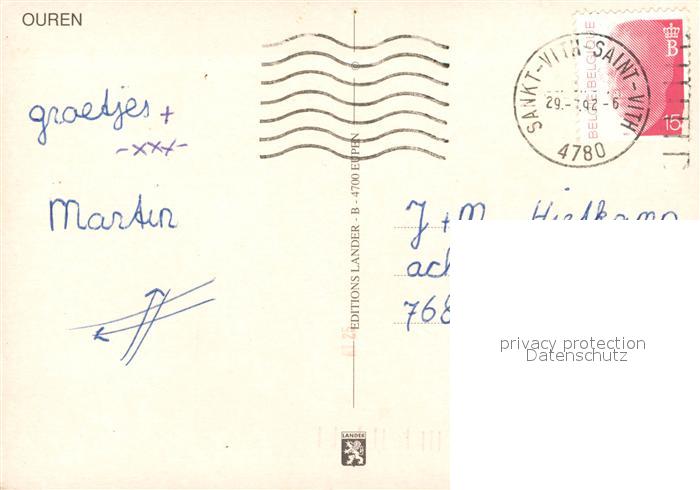 OUREN
groetjes +
-xxx-
Martin
EDITIONS LANDER - B - 4700 EUPEN
©
SANKT-VITH-SAINT-VITH
4780
BELGIE-BELGIQUE
B
15
J + M
ach
768
LANDER
privacy protection
Datenschutz